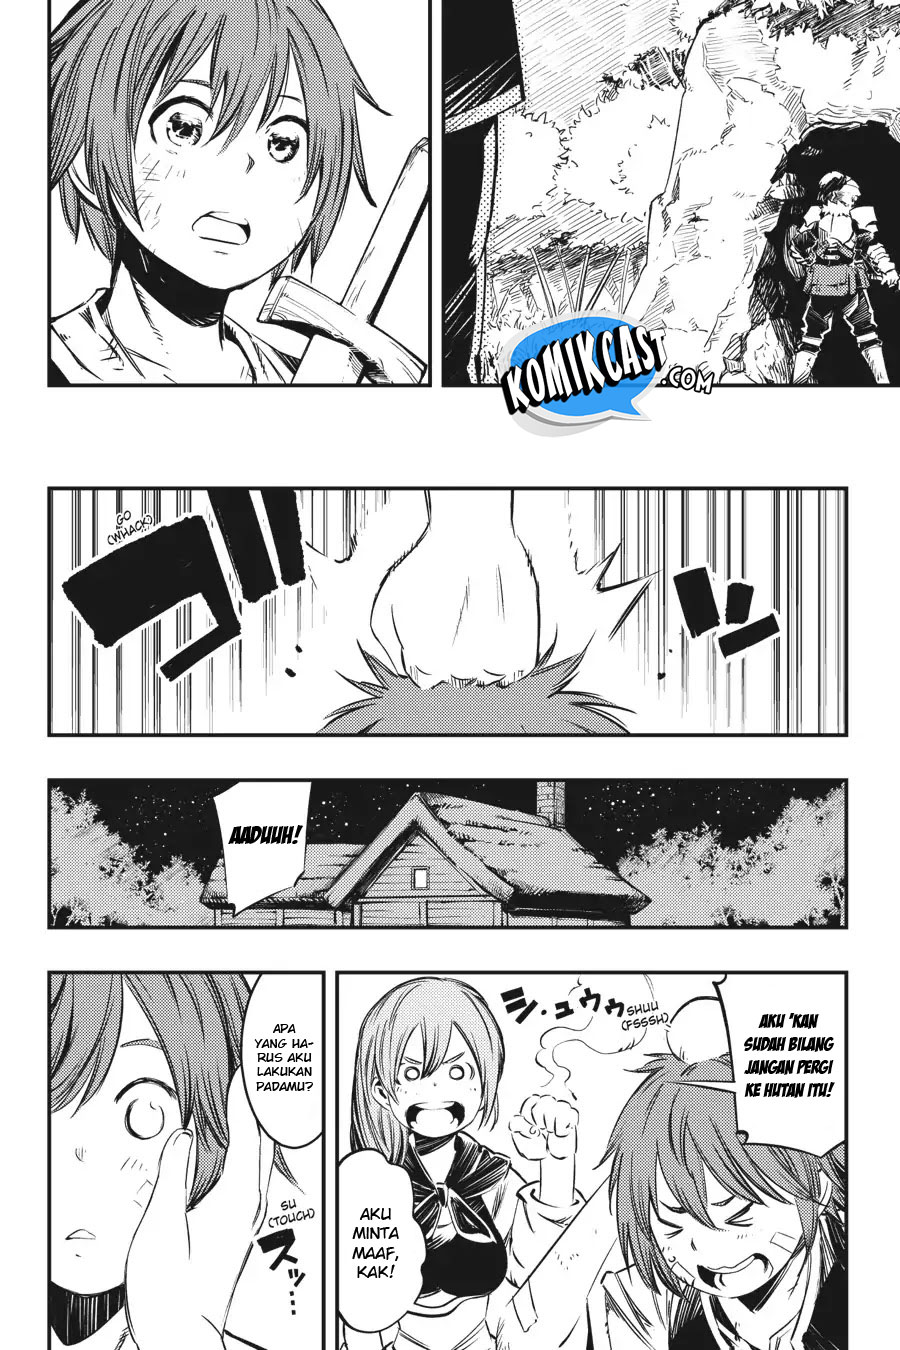 KOMIKCAST
.COM
ゴッ
GO
(WHACK)
AADUUH!
シュウゥゥ
SHUU
(FSSSH)
AKU 'KAN
SUDAH BILANG
JANGAN PERGI
KE HUTAN ITU!
AKU
MINTA
MAAF,
KAK!
APA
YANG HA-
RUS AKU
LAKUKAN
PADAMU?
SU
(TOUCH)
スッ…